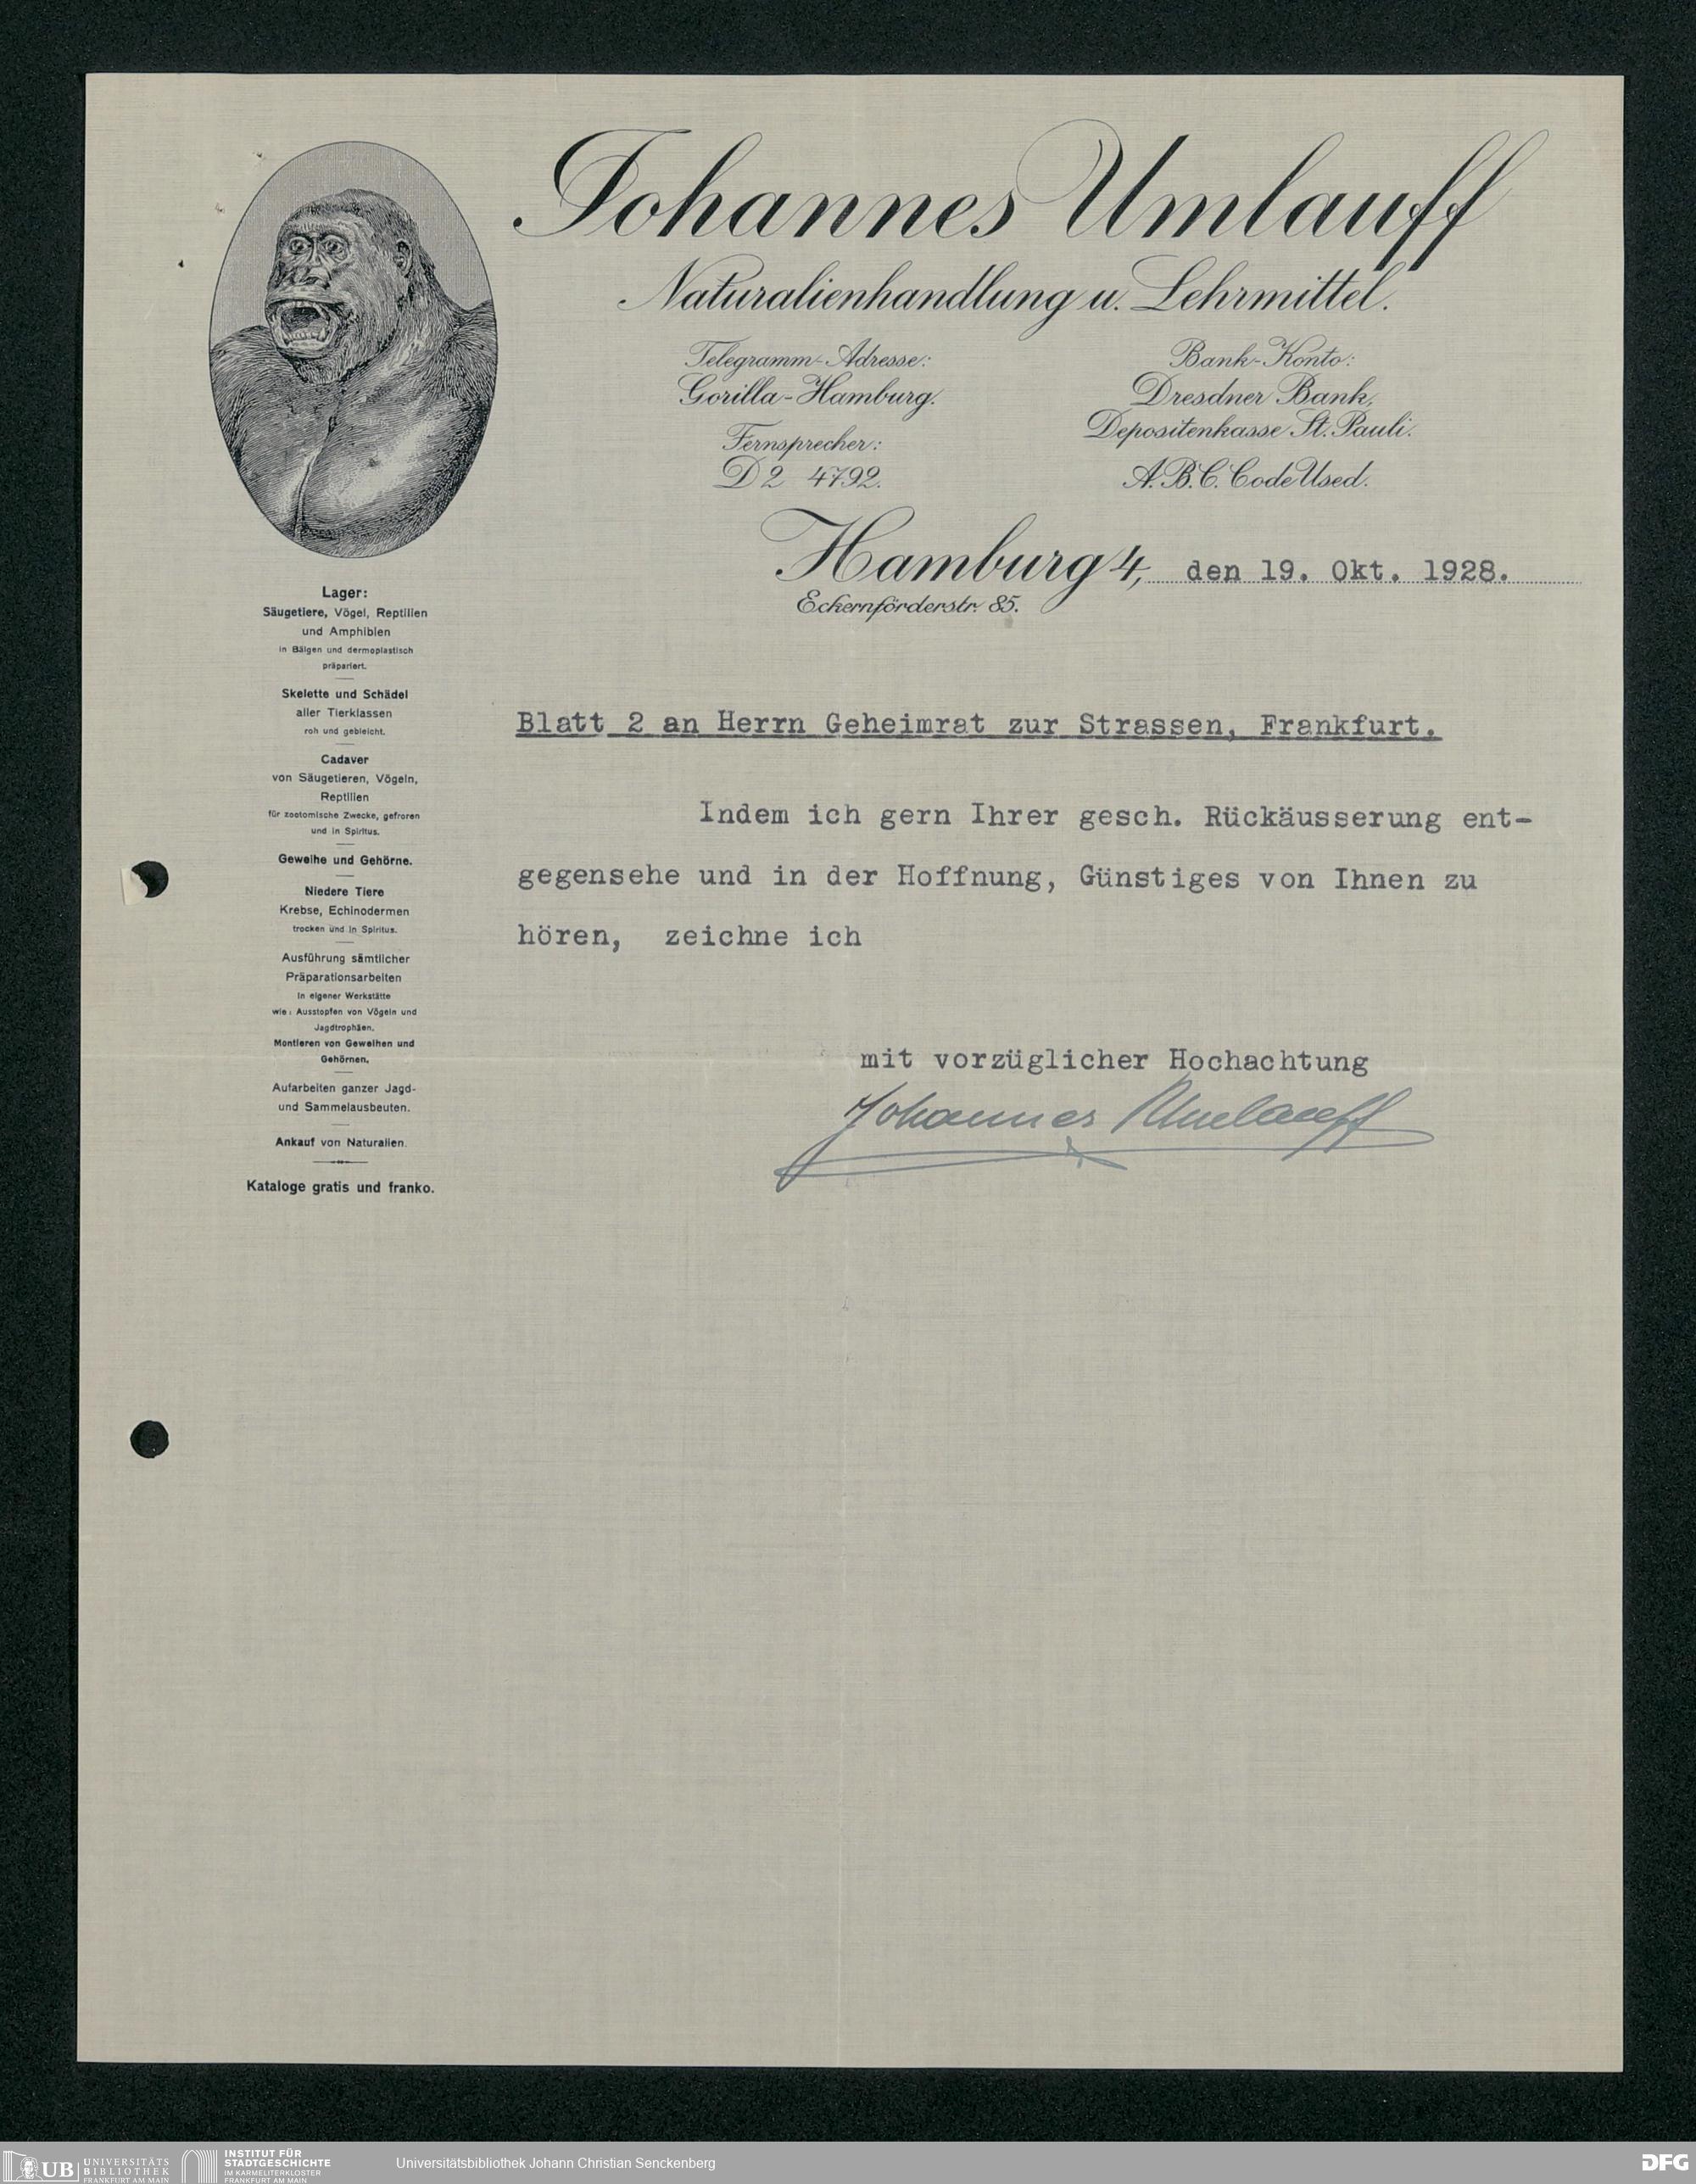 Johannes Umlauff
Naturalienhandlung u. Lehrmittel.
Telegramm-Adresse:
Gorilla-Hamburg.
Fernsprecher:
D2 4792.
Bank-Konto:
Dresdner Bank,
Depositenkasse St. Pauli.
A.B.C. Code Used.
Hamburg 4, den 19. Okt. 1928.
Eckernförderstr. 85.
Lager:
Säugetiere, Vögel, Reptilien
und Amphibien
in Bälgen und dermoplastisch
präpariert.
Skelette und Schädel
aller Tierklassen
roh und gebleicht.
Cadaver
von Säugetieren, Vögeln,
Reptilien
für zootomische Zwecke, gefroren
und in Spiritus.
Geweihe und Gehörne.
Niedere Tiere
Krebse, Echinodermen
trocken und in Spiritus.
Ausführung sämtlicher
Präparationsarbeiten
in eigener Werkstätte
wie: Ausstopfen von Vögeln und
Jagdtrophäen.
Montieren von Geweihen und
Gehörnen.
Aufarbeiten ganzer Jagd-
und Sammelausbeuten.
Ankauf von Naturalien.
Kataloge gratis und franko.
Blatt 2 an Herrn Geheimrat zur Strassen, Frankfurt.
Indem ich gern Ihrer gesch. Rückäusserung ent-
gegensehe und in der Hoffnung, Günstiges von Ihnen zu
hören, zeichne ich
mit vorzüglicher Hochachtung
Johannes Umlauff
UB UNIVERSITÄTS
BIBLIOTHEK
FRANKFURT AM MAIN
INSTITUT FÜR
STADTGESCHICHTE
IM KARMELITERKLOSTER
FRANKFURT AM MAIN
Universitätsbibliothek Johann Christian Senckenberg
DFG